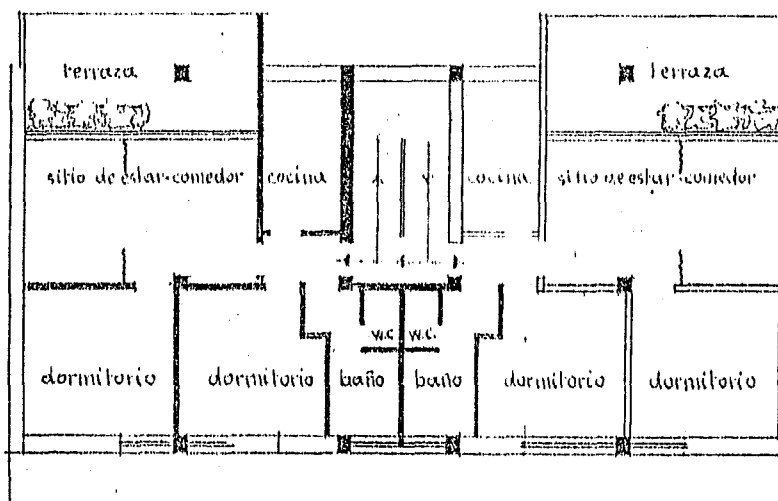 terraza terraza
sitio de estar-comedor cocina cocina sitio de estar-comedor
w.c w.c.
dormitorio dormitorio baño baño dormitorio dormitorio